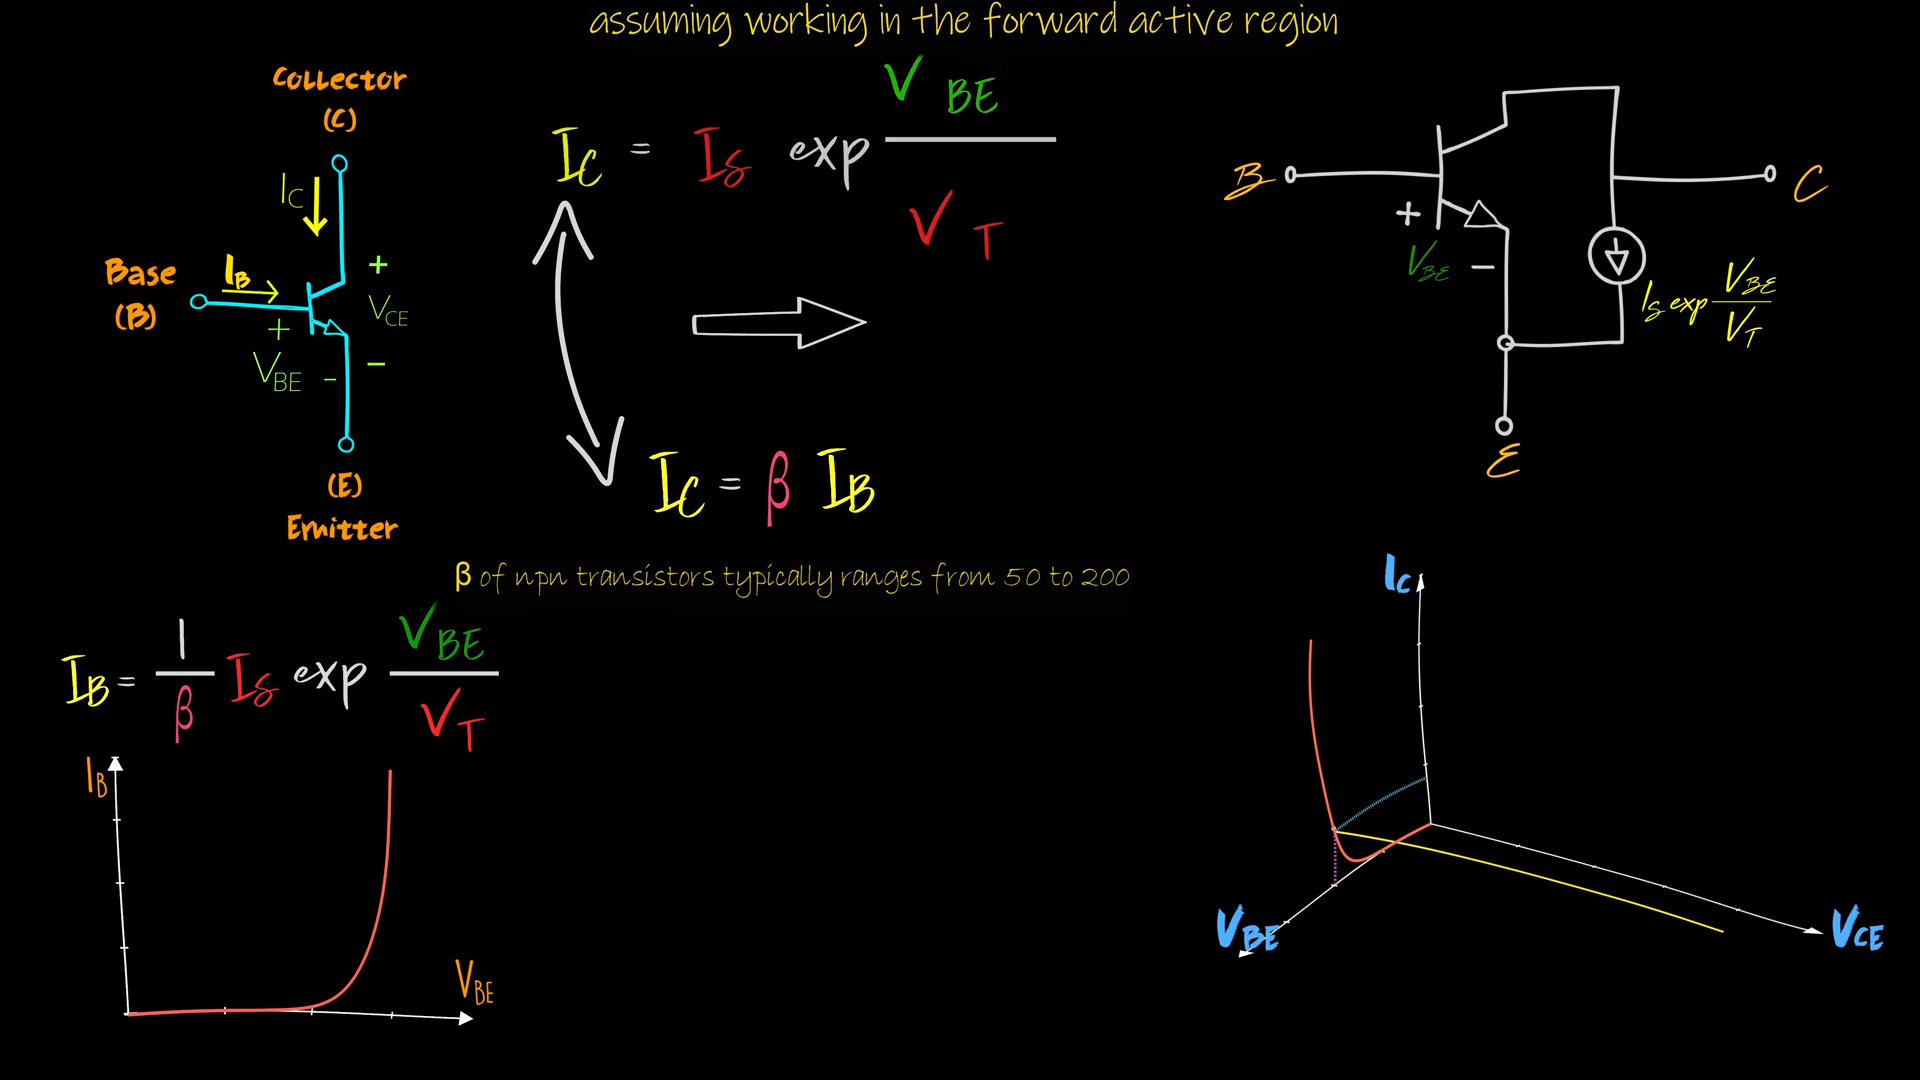 assuming working in the forward active region
Collector
(C)
IC
Base
(B)
IB
+
VCE
−
+
VBE
-
(E)
Emitter
IC = IS exp VBE
VT
IC = β IB
β of npn transistors typically ranges from 50 to 200
B
C
+
VBE
−
IS exp VBE
VT
E
IB = 1 IS exp VBE
β VT
IB
VBE
IC
VBE
VCE